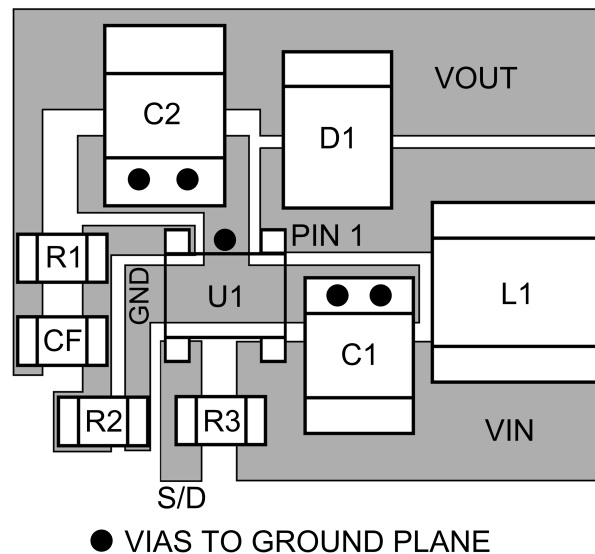 VOUT
C2
D1
R1
PIN 1
GND
U1
L1
CF
C1
R2
R3
VIN
S/D
VIAS TO GROUND PLANE